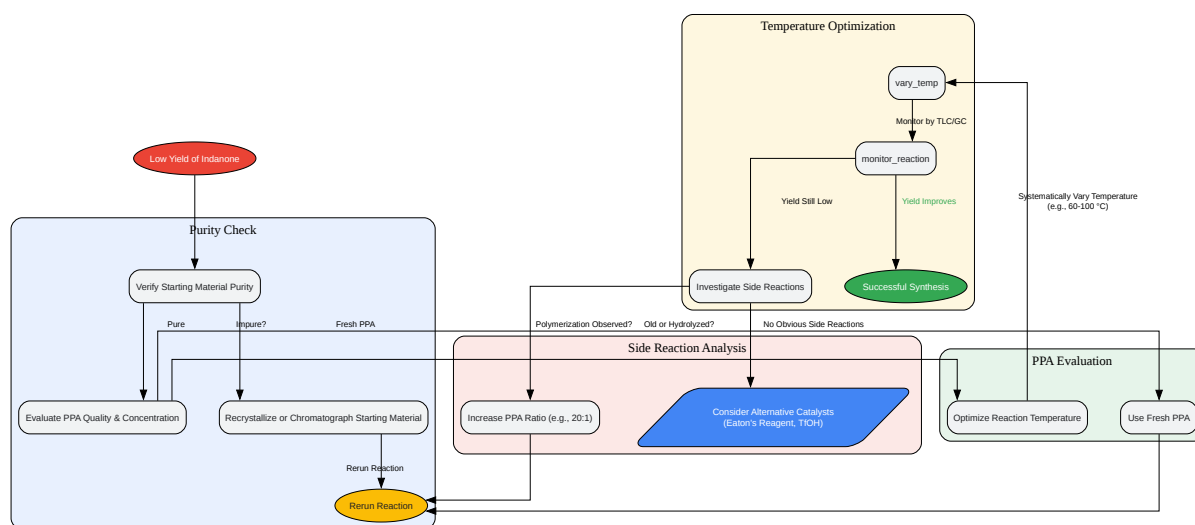 Temperature Optimization
vary_temp
Monitor by TLC/GC
Low Yield of Indanone
monitor_reaction
Yield Still Low
Yield Improves
Systematically Vary Temperature
(e.g., 60-100 °C)
Purity Check
Verify Starting Material Purity
Investigate Side Reactions
Successful Synthesis
Pure
Impure?
Fresh PPA
Polymerization Observed?
Old or Hydrolyzed?
No Obvious Side Reactions
Side Reaction Analysis
PPA Evaluation
Evaluate PPA Quality & Concentration
Recrystallize or Chromatograph Starting Material
Increase PPA Ratio (e.g., 20:1)
Consider Alternative Catalysts
(Eaton's Reagent, TfOH)
Optimize Reaction Temperature
Use Fresh PPA
Rerun Reaction
Rerun Reaction